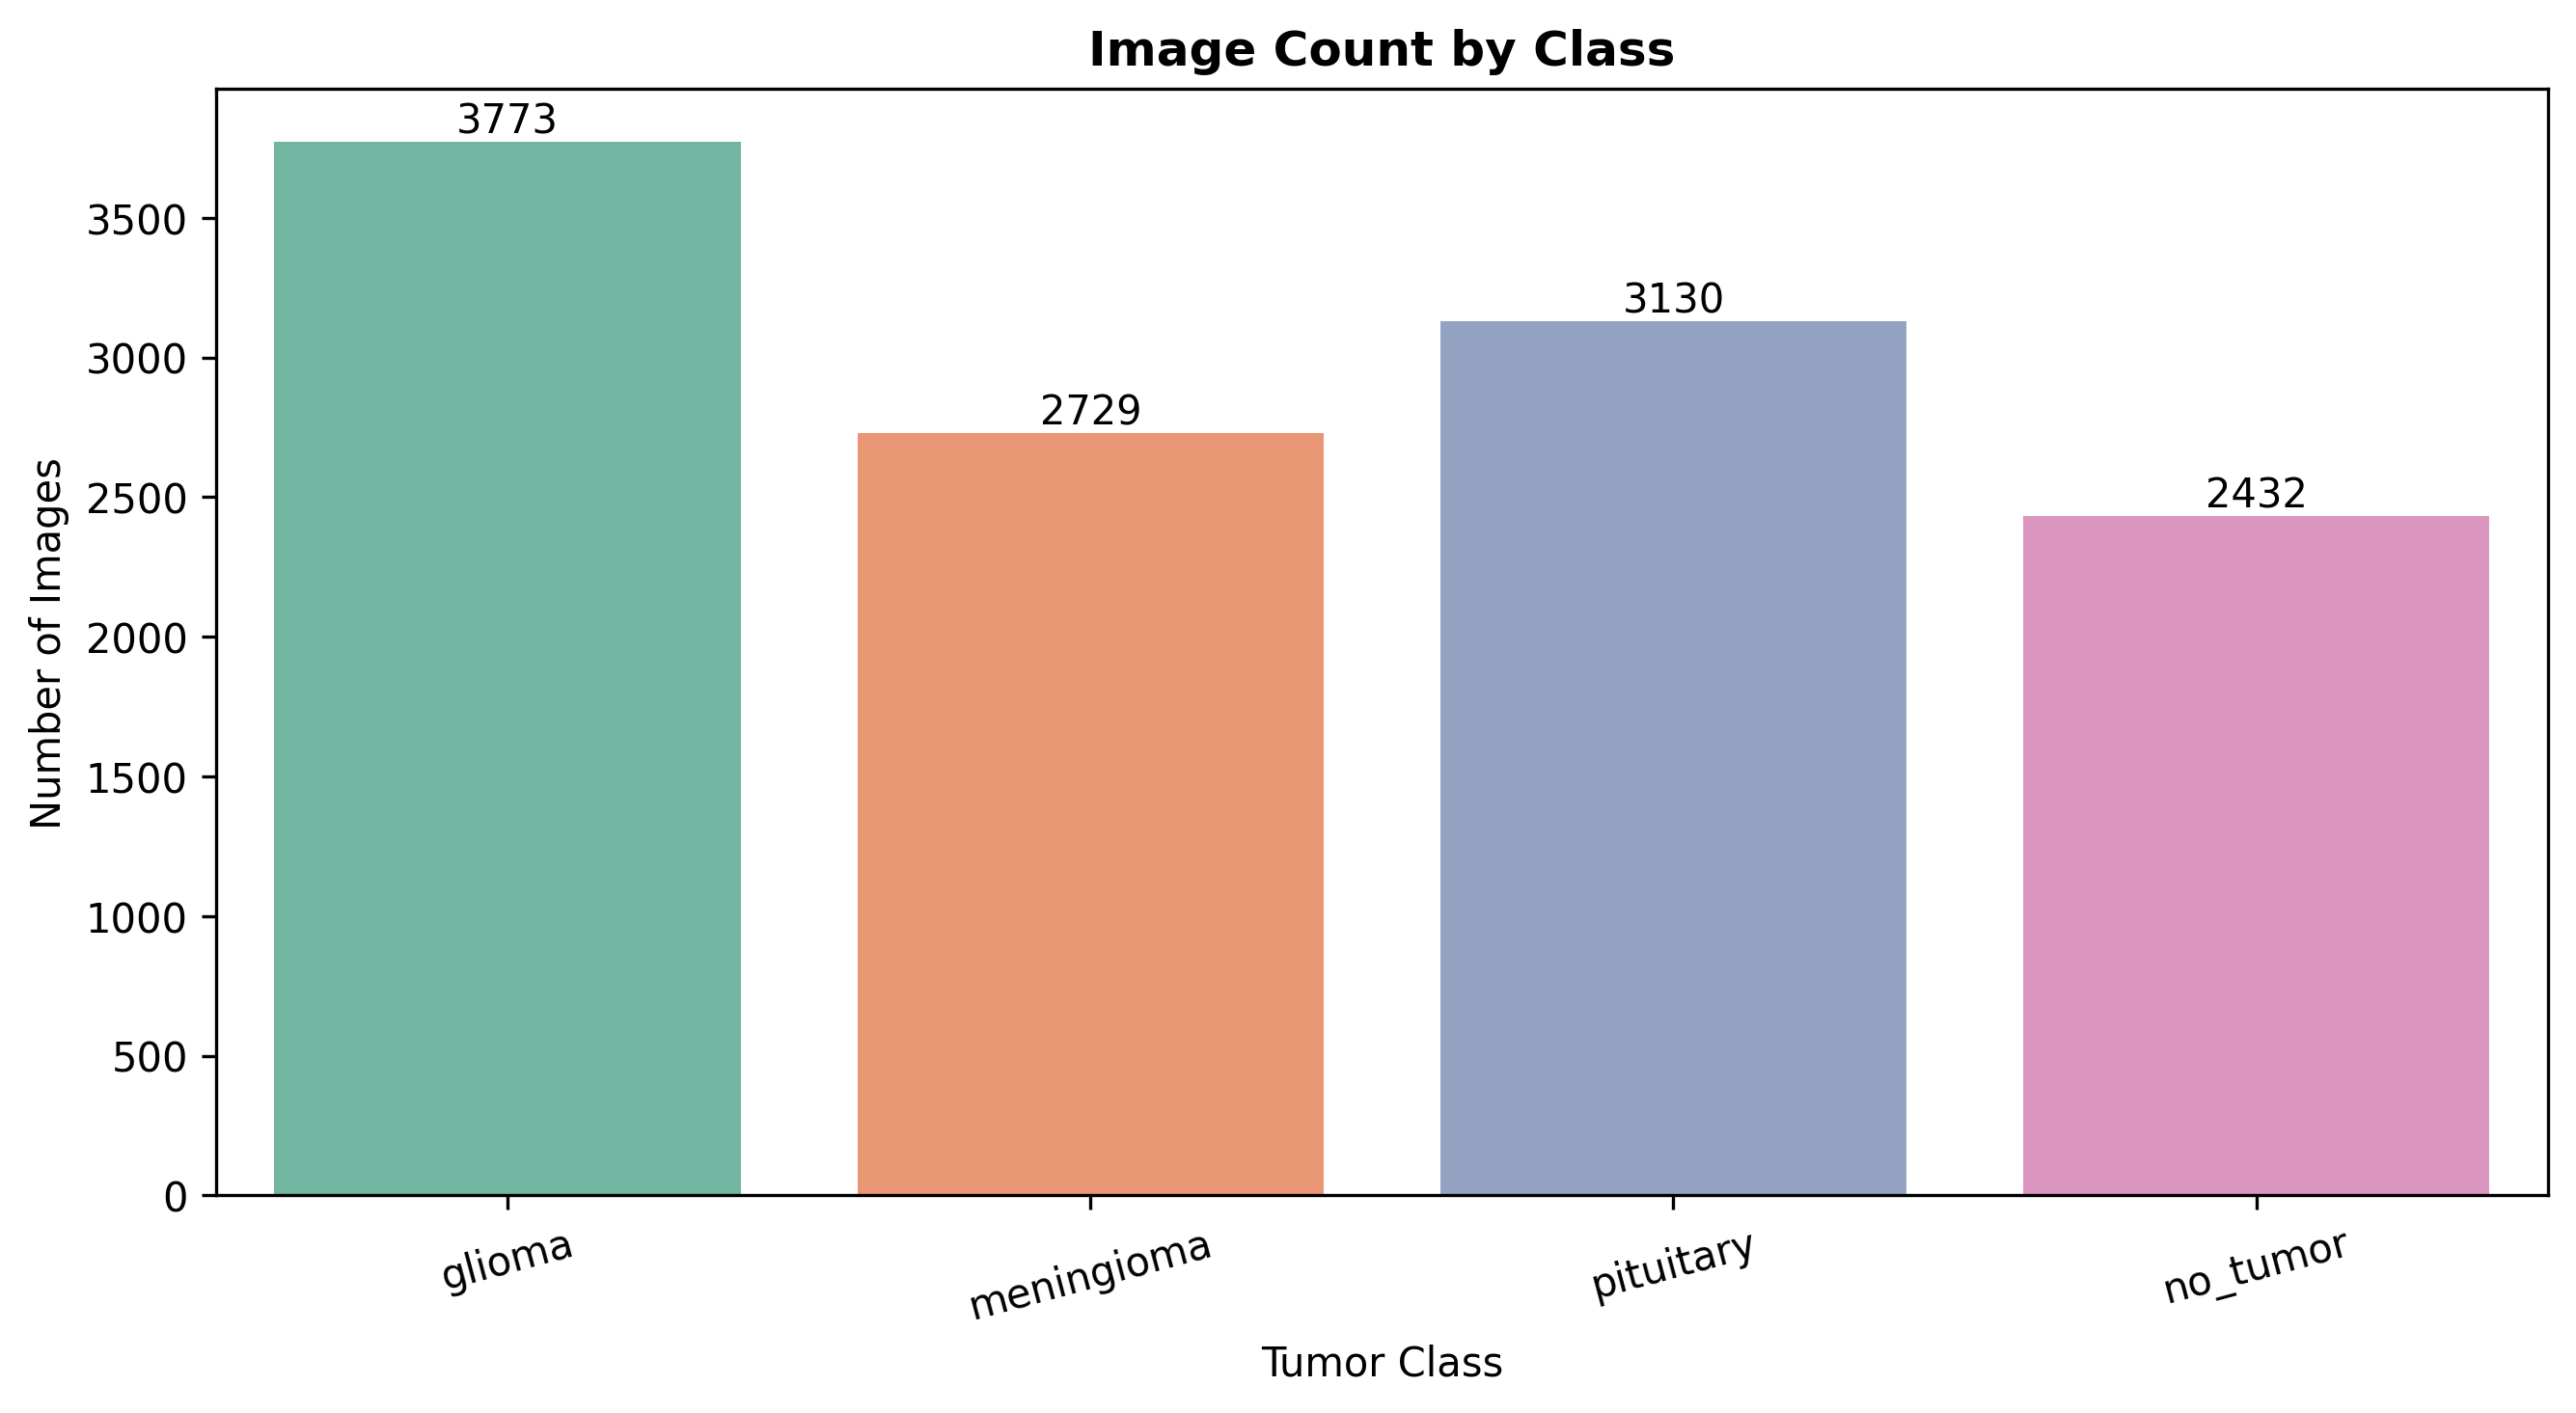 Image Count by Class
Number of Images
3500
3000
2500
2000
1500
1000
500
0
3773
2729
3130
2432
glioma
meningioma
pituitary
no_tumor
Tumor Class